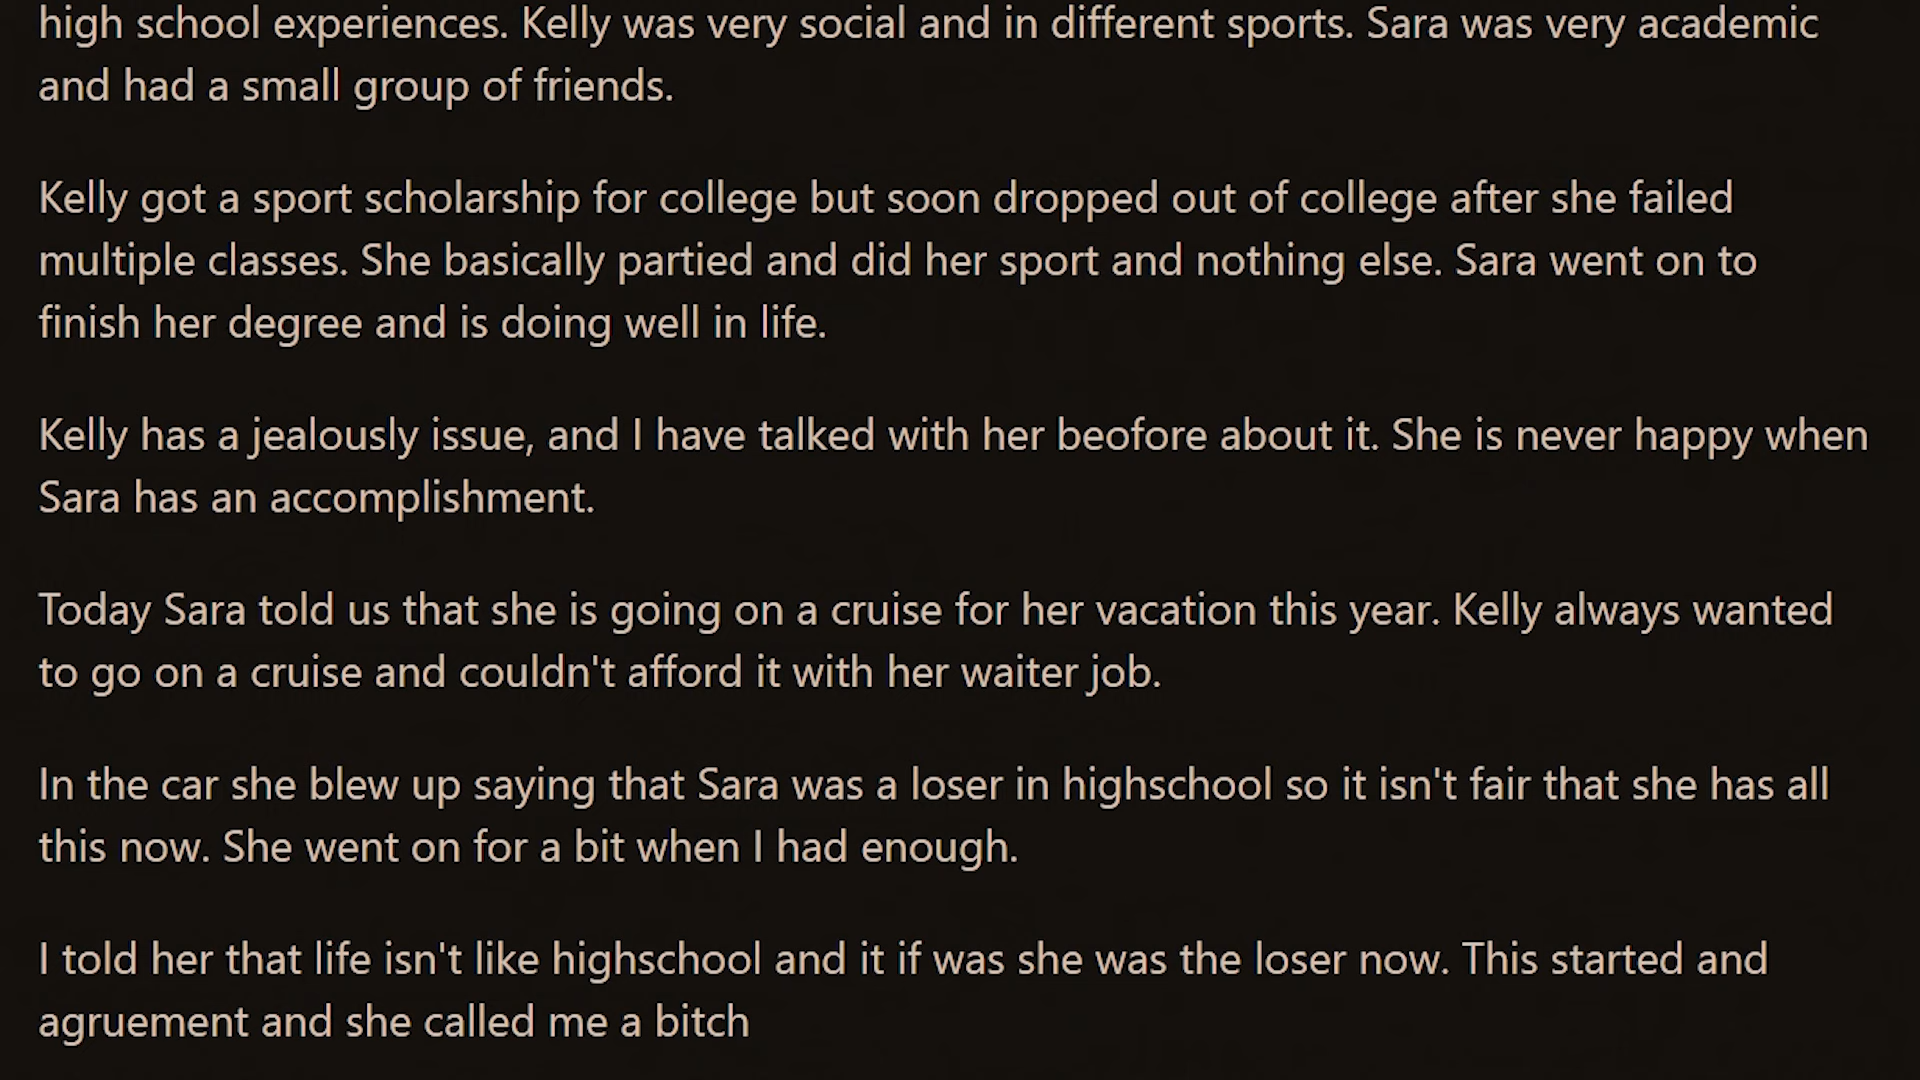 high school experiences. Kelly was very social and in different sports. Sara was very academic
and had a small group of friends.
Kelly got a sport scholarship for college but soon dropped out of college after she failed
multiple classes. She basically partied and did her sport and nothing else. Sara went on to
finish her degree and is doing well in life.
Kelly has a jealously issue, and I have talked with her beofore about it. She is never happy when
Sara has an accomplishment.
Today Sara told us that she is going on a cruise for her vacation this year. Kelly always wanted
to go on a cruise and couldn't afford it with her waiter job.
In the car she blew up saying that Sara was a loser in highschool so it isn't fair that she has all
this now. She went on for a bit when I had enough.
I told her that life isn't like highschool and it if was she was the loser now. This started and
agruement and she called me a bitch